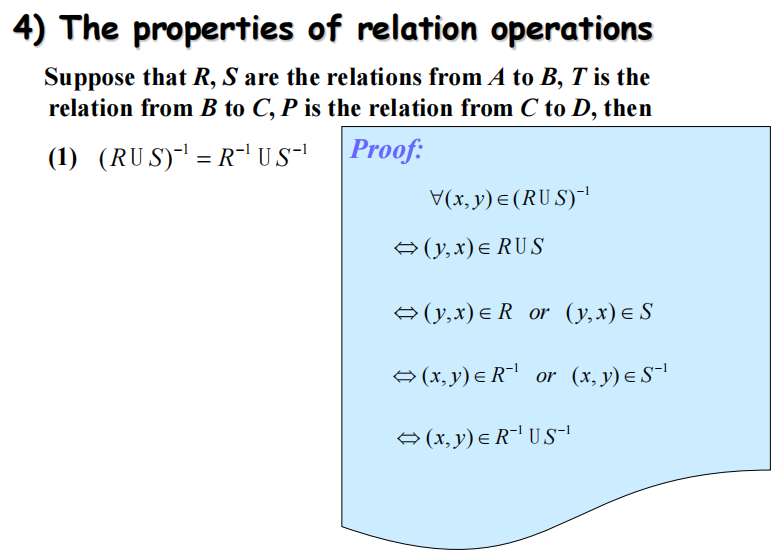 4) The properties of relation operations
Suppose that R, S are the relations from A to B, T is the
relation from B to C, P is the relation from C to D, then
(1) (R∪S)⁻¹ = R⁻¹∪S⁻¹
Proof:
∀(x, y)∈(R∪S)⁻¹
⇔(y,x)∈R∪S
⇔(y,x)∈R or (y,x)∈S
⇔(x,y)∈R⁻¹ or (x,y)∈S⁻¹
⇔(x,y)∈R⁻¹∪S⁻¹